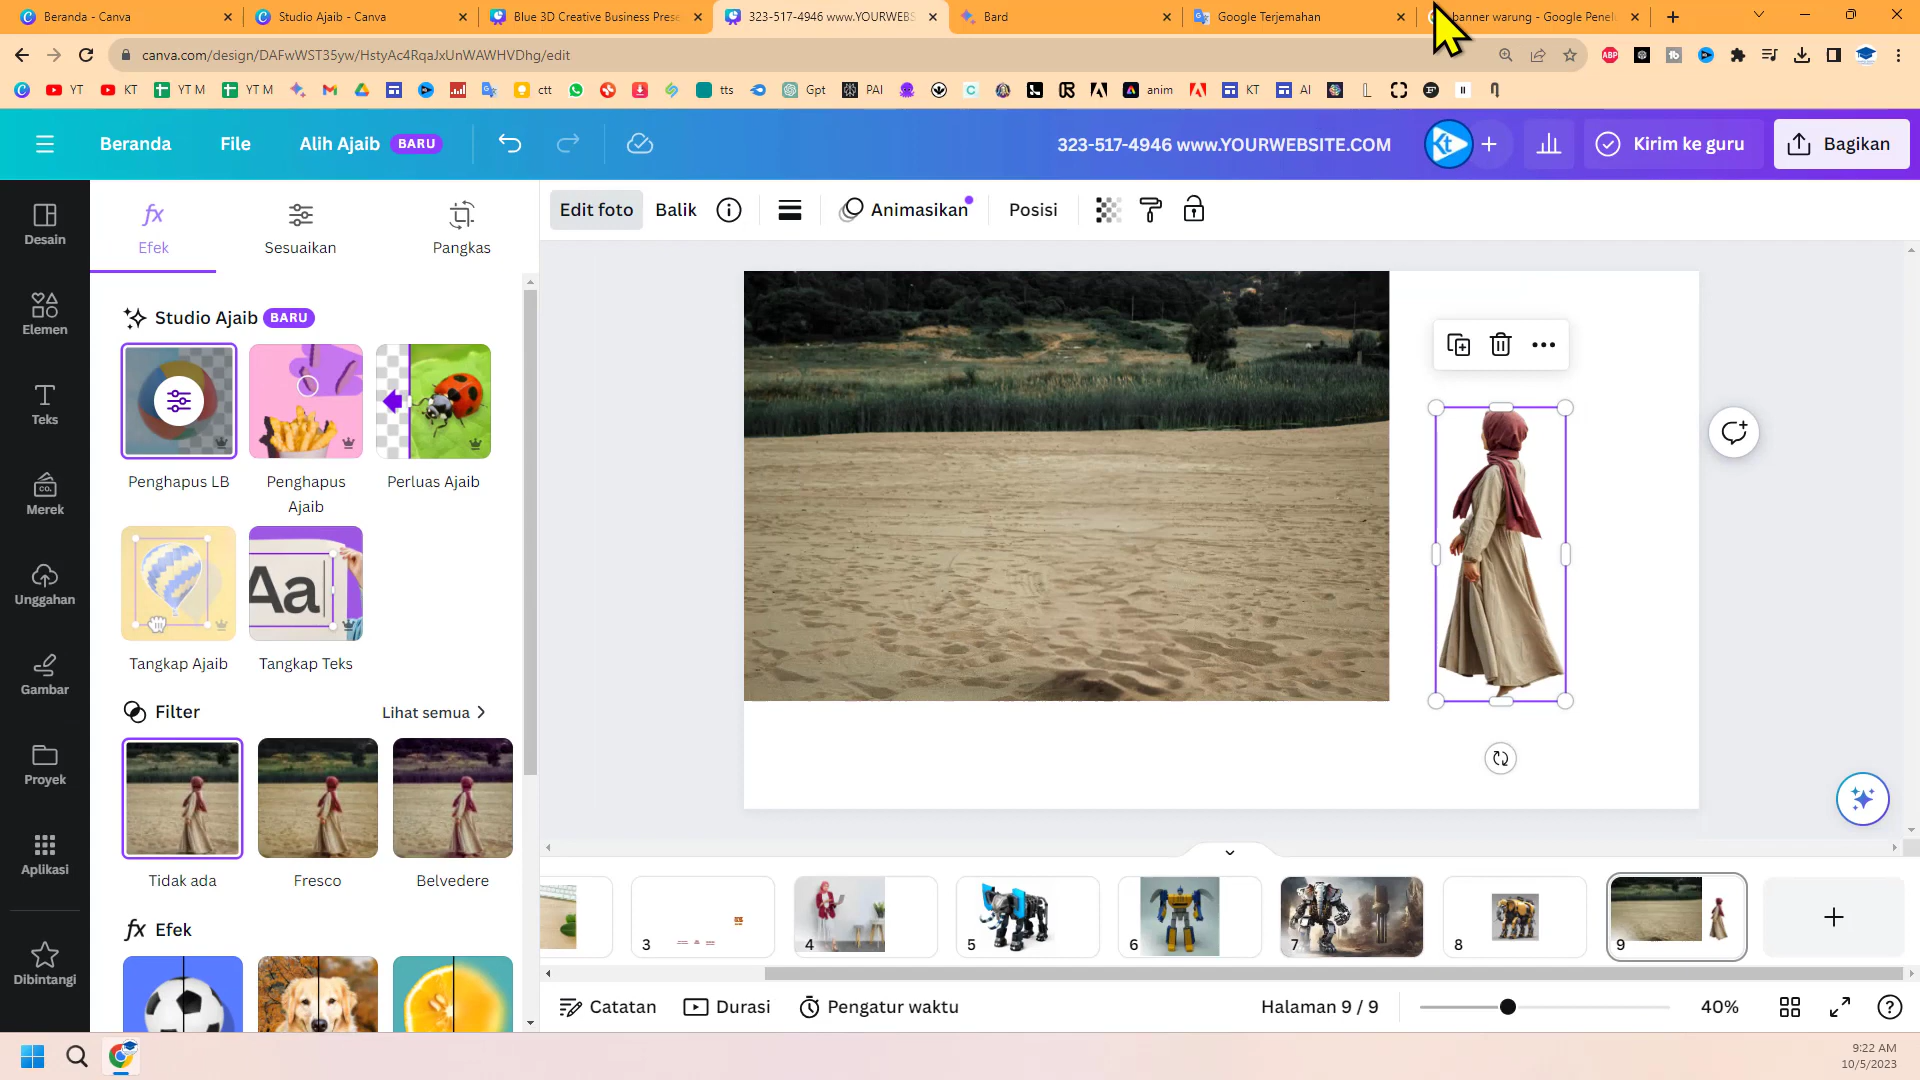 Beranda - Canva
Studio Ajaib - Canva
Blue 3D Creative Business Prese
323-517-4946 www.YOURWEBS
Bard
Google Terjemahan
banner warung - Google Penel
canva.com/design/DAFwWST35yw/HstyAc4RqaJxUnWAWHVDhg/edit
YT
KT
YT M
YT M
ctt
tts
Gpt
PAI
anim
KT
AI
Beranda
File
Alih Ajaib
BARU
323-517-4946 www.YOURWEBSITE.COM
Kt
Kirim ke guru
Bagikan
Desain
Elemen
Teks
Merek
Unggahan
Gambar
Proyek
Aplikasi
Dibintangi
Efek
Sesuaikan
Pangkas
Edit foto
Balik
Animasikan
Posisi
Studio Ajaib
BARU
Penghapus LB
Penghapus
Ajaib
Perluas Ajaib
Aa
Tangkap Ajaib
Tangkap Teks
Filter
Lihat semua
Tidak ada
Fresco
Belvedere
fx Efek
3
4
5
6
7
8
9
Catatan
Durasi
Pengatur waktu
Halaman 9 / 9
40%
9:22 AM
10/5/2023